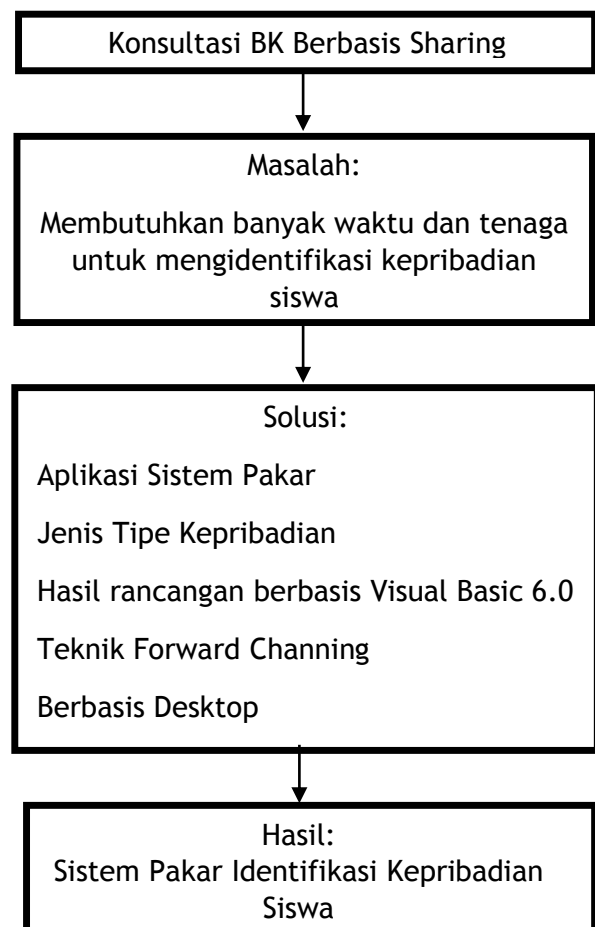 Konsultasi BK Berbasis Sharing
Masalah:
Membutuhkan banyak waktu dan tenaga
untuk mengidentifikasi kepribadian
siswa
Solusi:
Aplikasi Sistem Pakar
Jenis Tipe Kepribadian
Hasil rancangan berbasis Visual Basic 6.0
Teknik Forward Channing
Berbasis Desktop
Hasil:
Sistem Pakar Identifikasi Kepribadian
Siswa